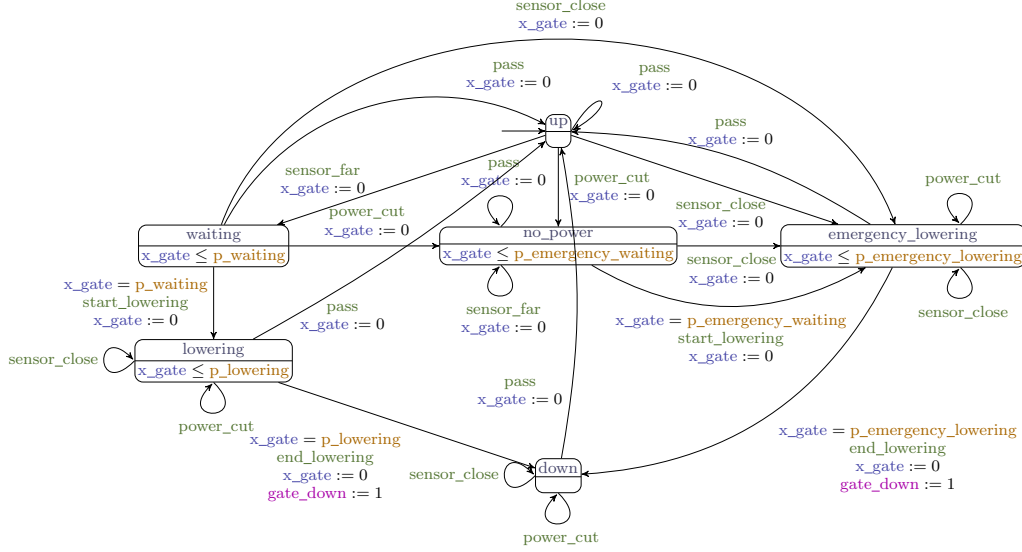 sensor_close
x_gate := 0
pass
x_gate := 0
pass
x_gate := 0
up
pass
x_gate := 0
sensor_far
x_gate := 0
pass
x_gate := 0
power_cut
x_gate := 0
power_cut
x_gate := 0
sensor_close
x_gate := 0
power_cut
waiting
x_gate ≤ p_waiting
no_power
x_gate ≤ p_emergency_waiting
emergency_lowering
x_gate ≤ p_emergency_lowering
sensor_close
x_gate := 0
x_gate = p_waiting
start_lowering
x_gate := 0
pass
x_gate := 0
sensor_far
x_gate := 0
x_gate = p_emergency_waiting
start_lowering
x_gate := 0
sensor_close
sensor_close
lowering
x_gate ≤ p_lowering
power_cut
pass
x_gate := 0
x_gate = p_lowering
end_lowering
x_gate := 0
gate_down := 1
x_gate = p_emergency_lowering
end_lowering
x_gate := 0
gate_down := 1
sensor_close
down
power_cut